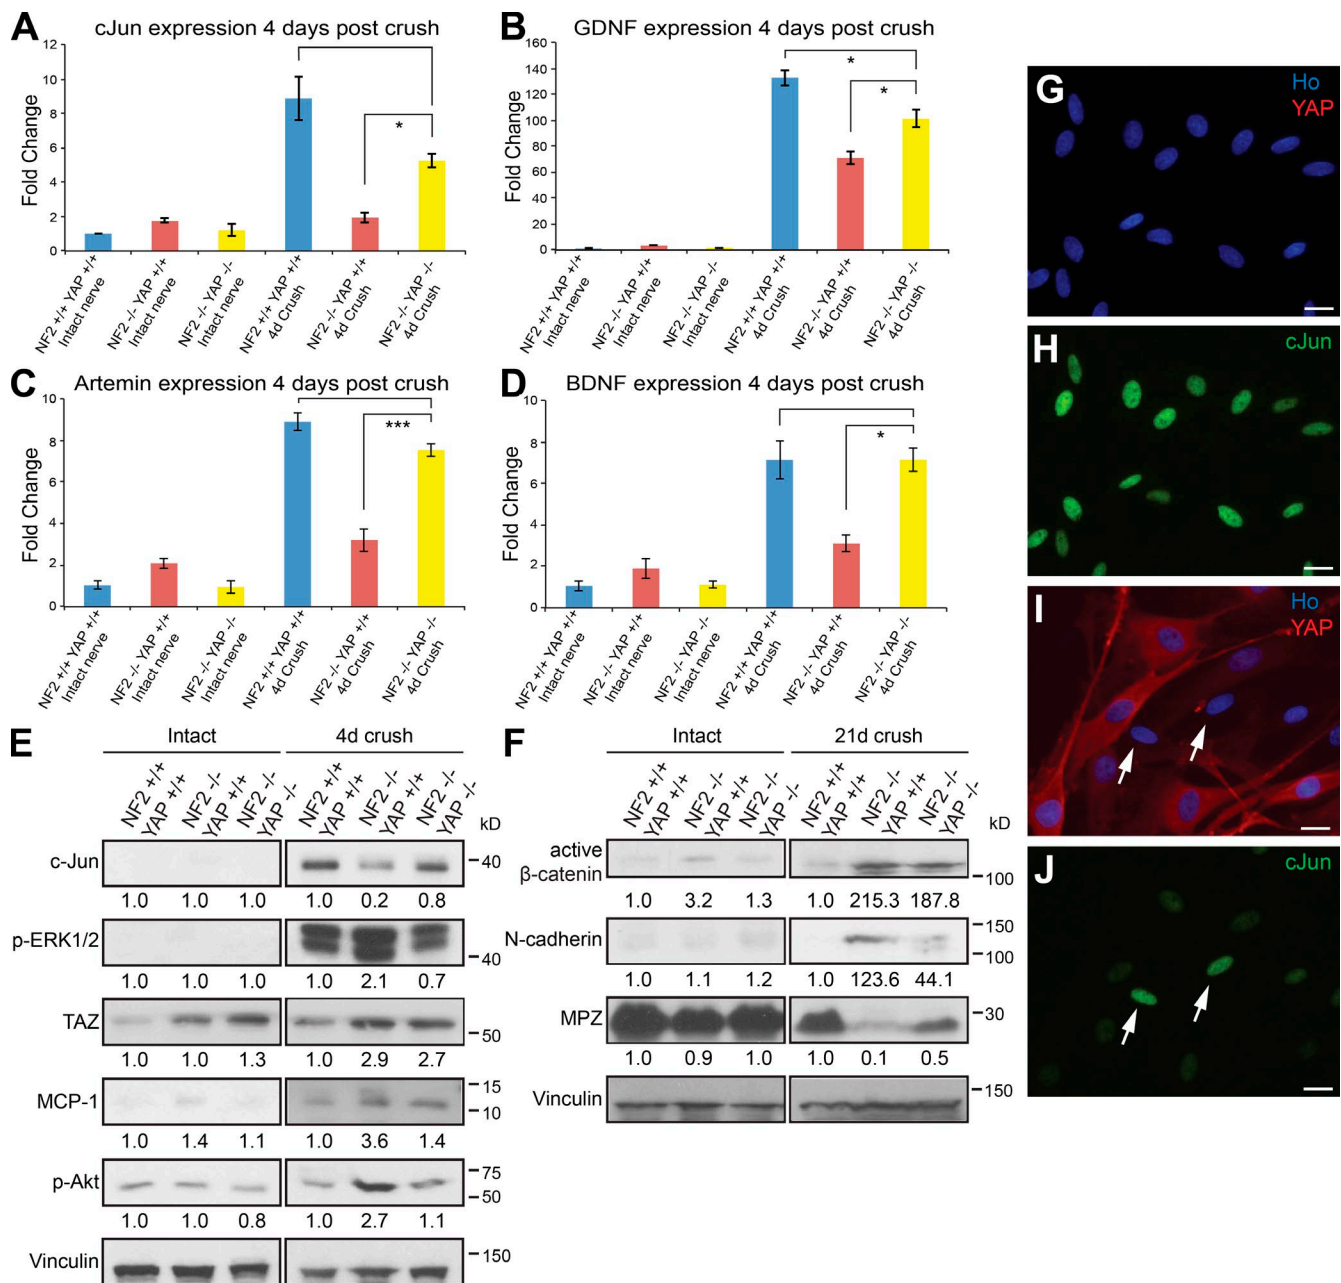 A
cJun expression 4 days post crush
Fold Change
12
10
8
6
4
2
0
*
NF2 +/+ YAP +/+
Intact nerve
NF2 -/- YAP +/+
Intact nerve
NF2 -/- YAP -/-
Intact nerve
NF2 +/+ YAP +/+
4d Crush
NF2 -/- YAP +/+
4d Crush
NF2 -/- YAP -/-
4d Crush
B
GDNF expression 4 days post crush
Fold Change
160
140
120
100
80
60
40
20
0
*
*
NF2 +/+ YAP +/+
Intact nerve
NF2 -/- YAP +/+
Intact nerve
NF2 -/- YAP -/-
Intact nerve
NF2 +/+ YAP +/+
4d Crush
NF2 -/- YAP +/+
4d Crush
NF2 -/- YAP -/-
4d Crush
C
Artemin expression 4 days post crush
Fold Change
10
8
6
4
2
0
***
NF2 +/+ YAP +/+
Intact nerve
NF2 -/- YAP +/+
Intact nerve
NF2 -/- YAP -/-
Intact nerve
NF2 +/+ YAP +/+
4d Crush
NF2 -/- YAP +/+
4d Crush
NF2 -/- YAP -/-
4d Crush
D
BDNF expression 4 days post crush
Fold Change
10
8
6
4
2
0
*
NF2 +/+ YAP +/+
Intact nerve
NF2 -/- YAP +/+
Intact nerve
NF2 -/- YAP -/-
Intact nerve
NF2 +/+ YAP +/+
4d Crush
NF2 -/- YAP +/+
4d Crush
NF2 -/- YAP -/-
4d Crush
E
Intact 4d crush
NF2 +/+
YAP +/+
NF2 -/-
YAP +/+
NF2 -/-
YAP -/-
NF2 +/+
YAP +/+
NF2 -/-
YAP +/+
NF2 -/-
YAP -/-
kD
c-Jun 40
1.0 1.0 1.0 1.0 0.2 0.8
p-ERK1/2 40
1.0 1.0 1.0 1.0 2.1 0.7
TAZ 50
1.0 1.0 1.3 1.0 2.9 2.7
MCP-1 15
10
1.0 1.4 1.1 1.0 3.6 1.4
p-Akt 75
50
1.0 1.0 0.8 1.0 2.7 1.1
Vinculin 150
F
Intact 21d crush
NF2 +/+
YAP +/+
NF2 -/-
YAP +/+
NF2 -/-
YAP -/-
NF2 +/+
YAP +/+
NF2 -/-
YAP +/+
NF2 -/-
YAP -/-
kD
active
β-catenin 100
1.0 3.2 1.3 1.0 215.3 187.8
N-cadherin 150
100
1.0 1.1 1.2 1.0 123.6 44.1
MPZ 30
1.0 0.9 1.0 1.0 0.1 0.5
Vinculin 150
G
Ho
YAP
H
cJun
I
Ho
YAP
J
cJun